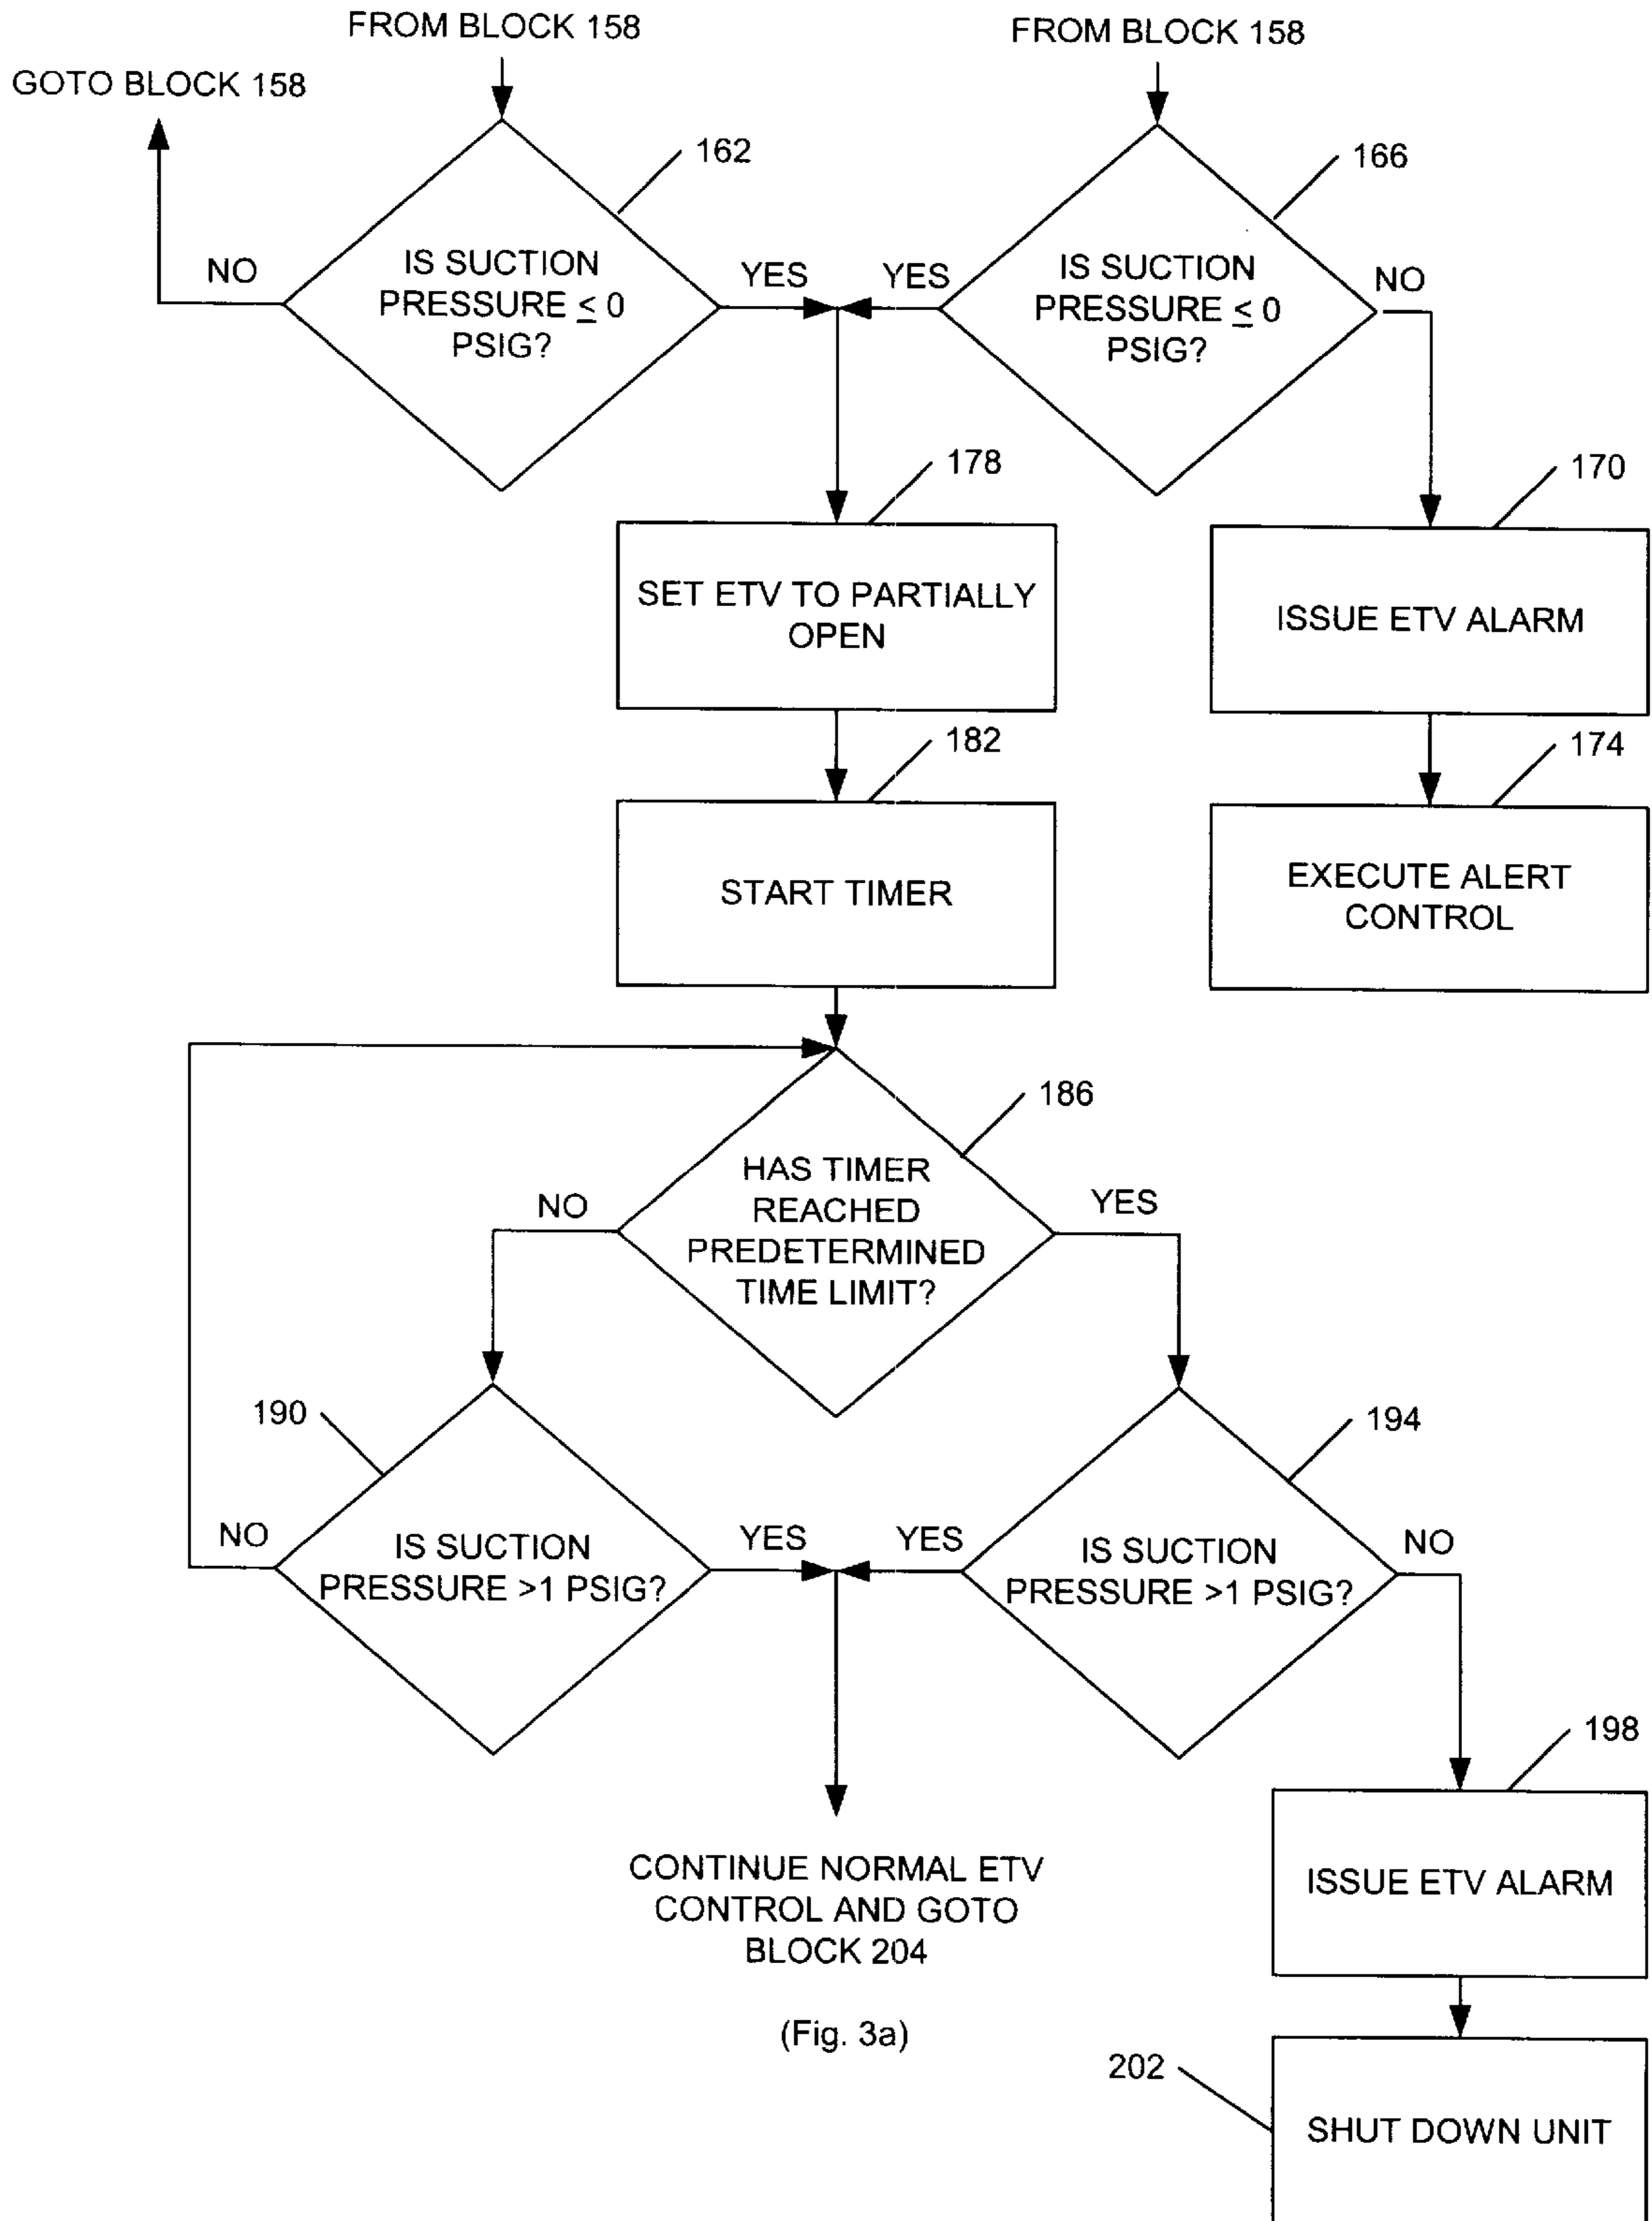 FROM BLOCK 158
FROM BLOCK 158
GOTO BLOCK 158
162
166
IS SUCTION
PRESSURE ≤ 0
PSIG?
IS SUCTION
PRESSURE ≤ 0
PSIG?
NO
YES
YES
NO
178
170
SET ETV TO PARTIALLY
OPEN
ISSUE ETV ALARM
182
174
START TIMER
EXECUTE ALERT
CONTROL
186
HAS TIMER
REACHED
PREDETERMINED
TIME LIMIT?
NO
YES
190
194
NO
IS SUCTION
PRESSURE >1 PSIG?
YES
YES
IS SUCTION
PRESSURE >1 PSIG?
NO
198
CONTINUE NORMAL ETV
CONTROL AND GOTO
BLOCK 204
ISSUE ETV ALARM
(Fig. 3a)
202
SHUT DOWN UNIT